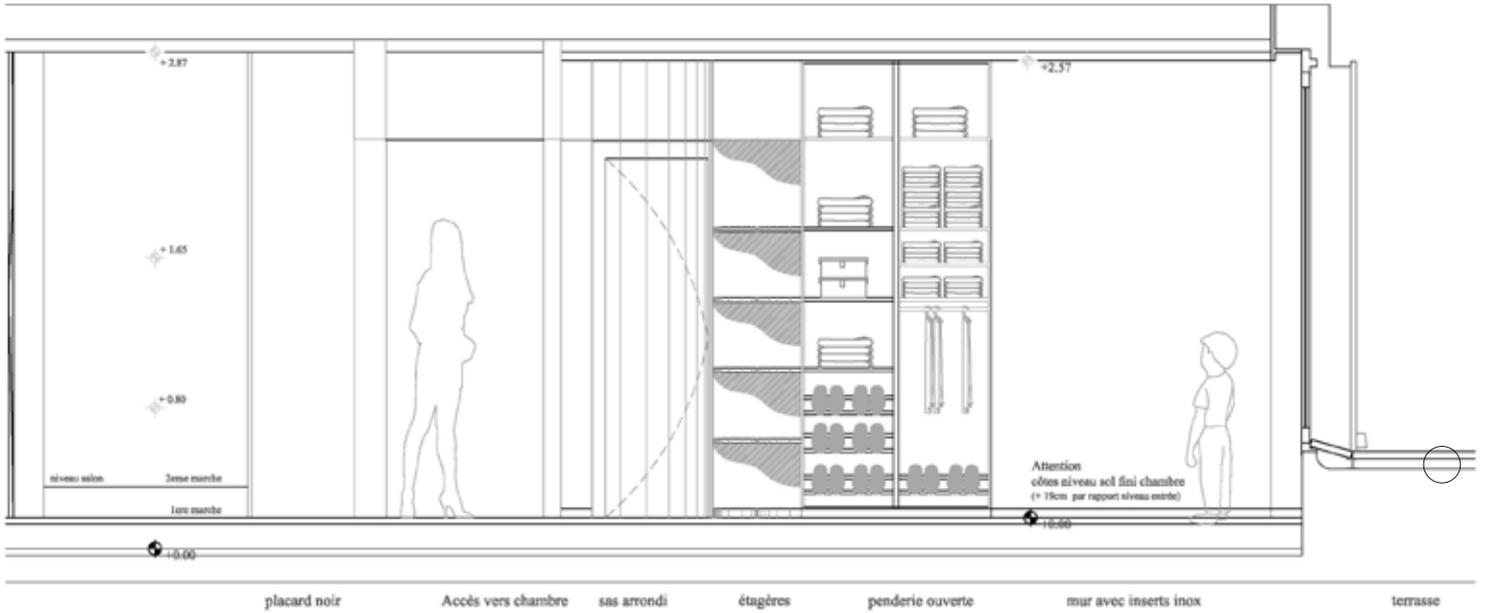 + 2.87
+2.57
+ 1.65
+ 0.80
niveau salon
2eme marche
1ere marche
Attention
côtes niveau sol fini chambre
(+ 19cm par rapport niveau entrée)
+0.00
+0.00
placard noir
Accès vers chambre
sas arrondi
étagères
penderie ouverte
mur avec inserts inox
terrasse